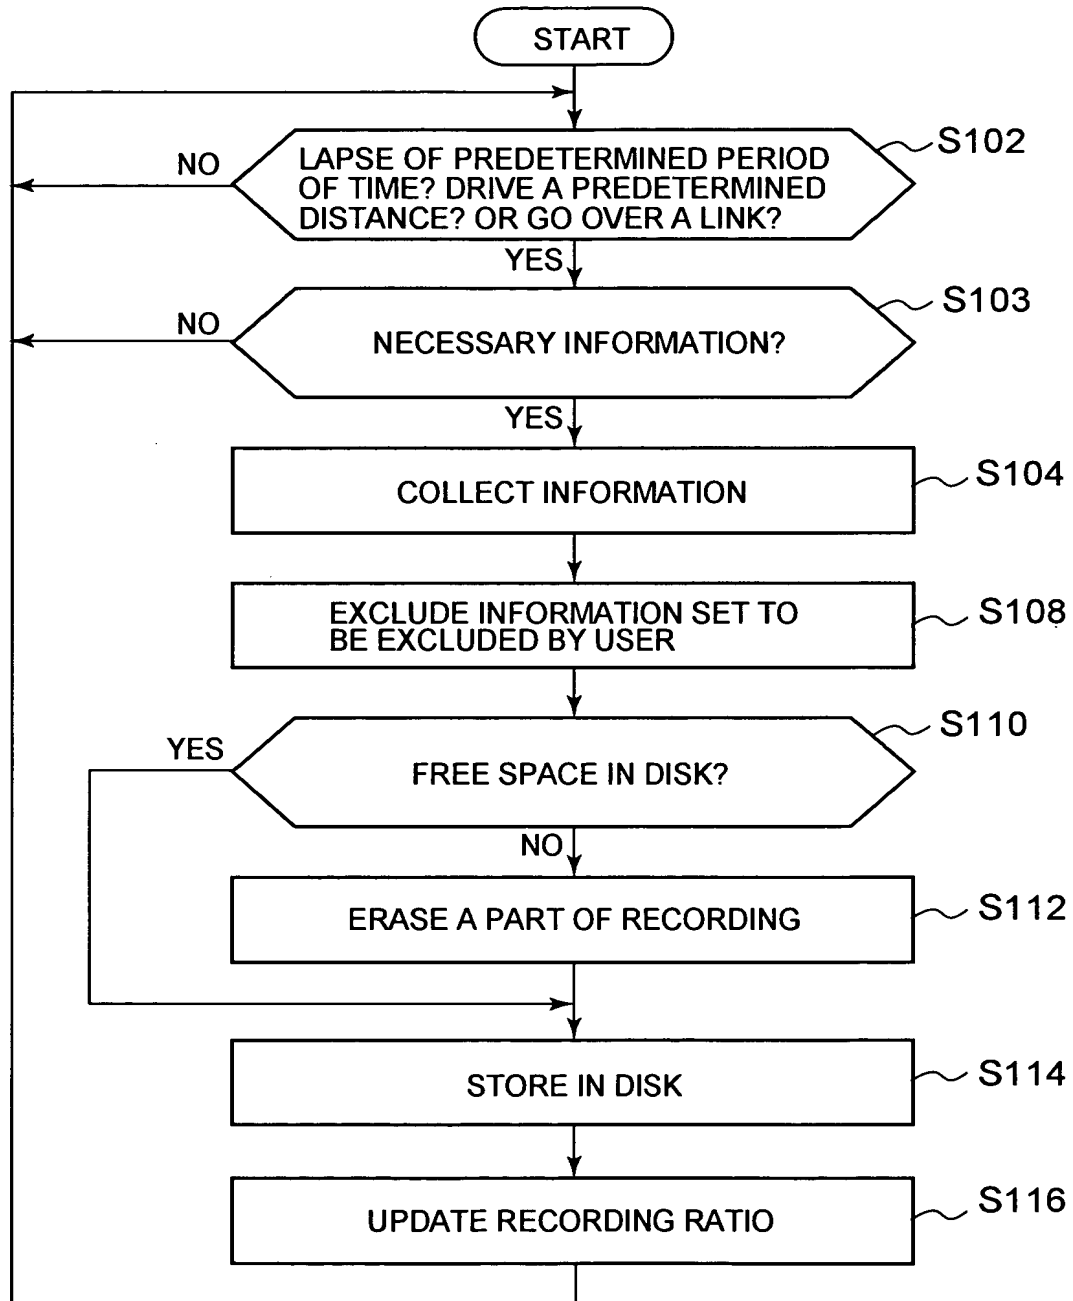 START
S102
NO
LAPSE OF PREDETERMINED PERIOD
OF TIME? DRIVE A PREDETERMINED
DISTANCE? OR GO OVER A LINK?
YES
S103
NO
NECESSARY INFORMATION?
YES
S104
COLLECT INFORMATION
S108
EXCLUDE INFORMATION SET TO
BE EXCLUDED BY USER
S110
YES
FREE SPACE IN DISK?
NO
S112
ERASE A PART OF RECORDING
S114
STORE IN DISK
S116
UPDATE RECORDING RATIO